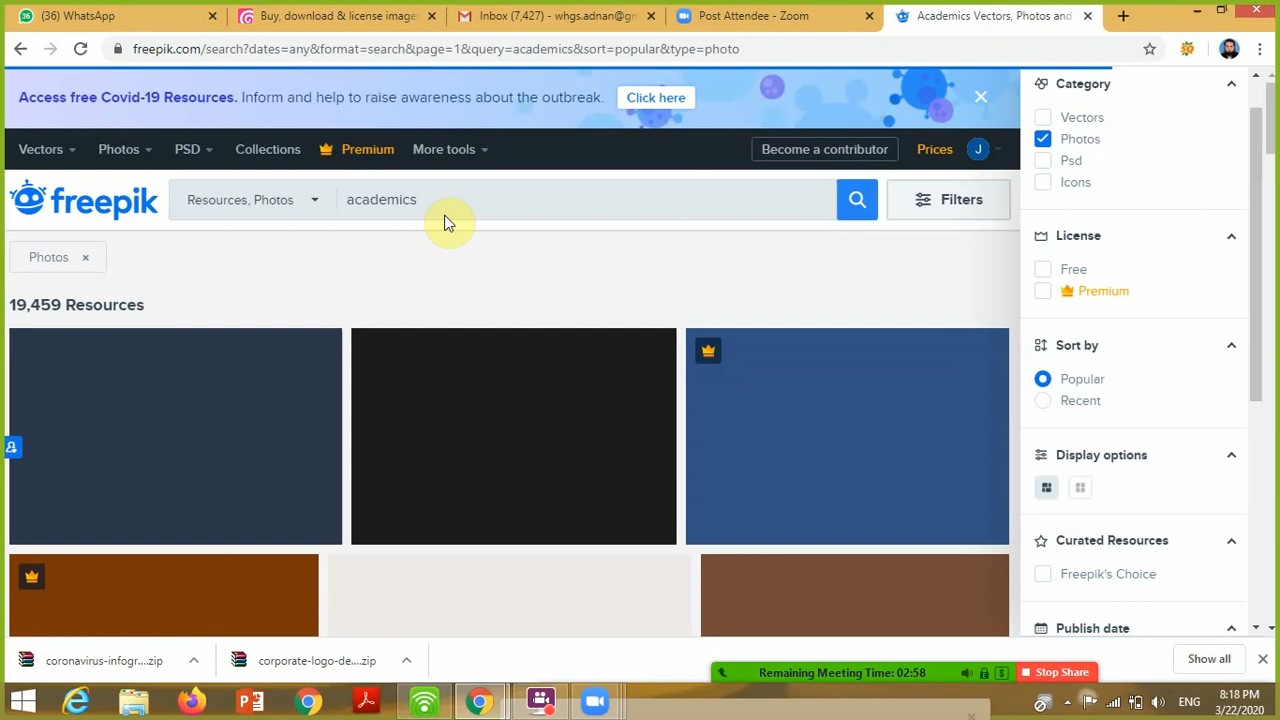 (36) WhatsApp
Buy, download & license image
Inbox (7,427) - whgs.adnan@gm
Post Attendee - Zoom
Academics Vectors, Photos and
freepik.com/search?dates=any&format=search&page=1&query=academics&sort=popular&type=photo
Access free Covid-19 Resources. Inform and help to raise awareness about the outbreak.
Click here
Vectors
Photos
PSD
Collections
Premium
More tools
Become a contributor
Prices
J
freepik
Resources, Photos
academics
Filters
Photos
19,459 Resources
Category
Vectors
Photos
Psd
Icons
License
Free
Premium
Sort by
Popular
Recent
Display options
Curated Resources
Freepik's Choice
Publish date
coronavirus-infogr....zip
corporate-logo-de....zip
Show all
Remaining Meeting Time: 02:58
Stop Share
ENG
8:18 PM
3/22/2020